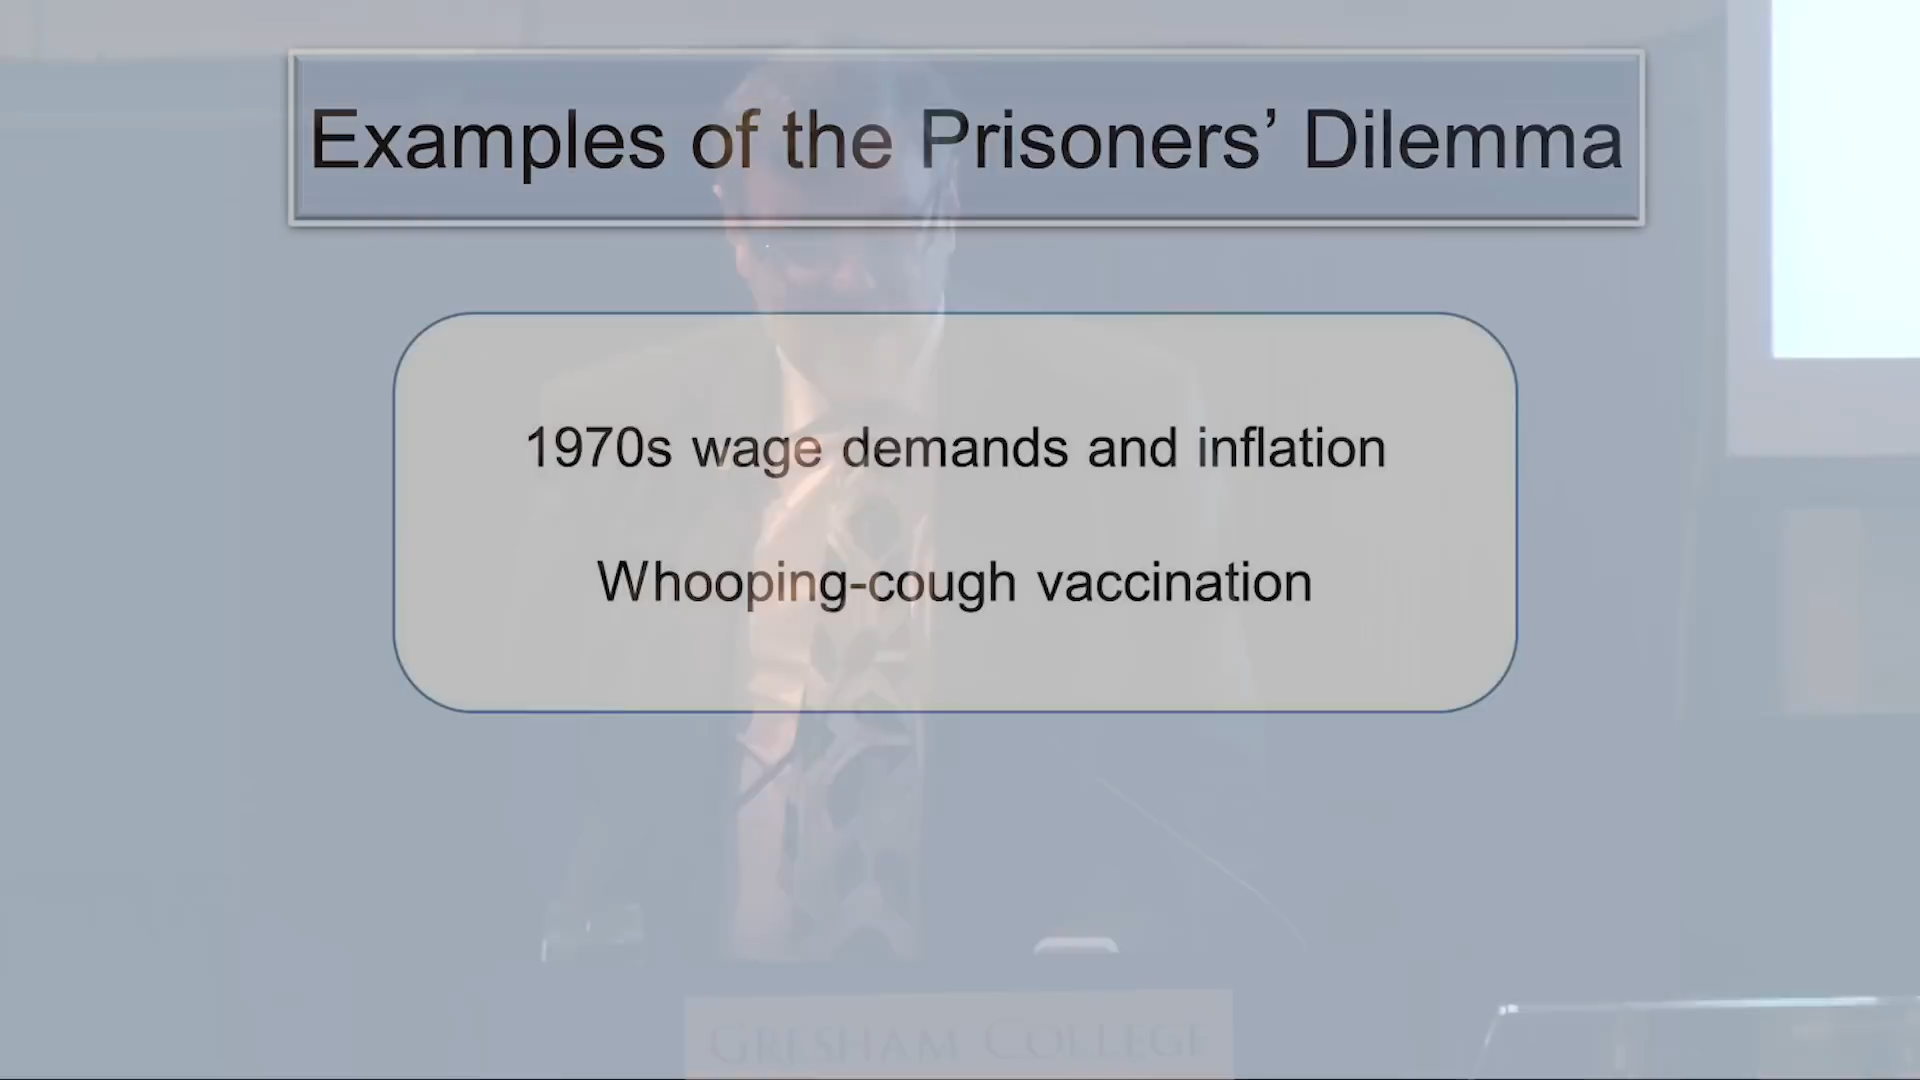 Examples of the Prisoners’ Dilemma
1970s wage demands and inflation
Whooping-cough vaccination
GRESHAM COLLEGE